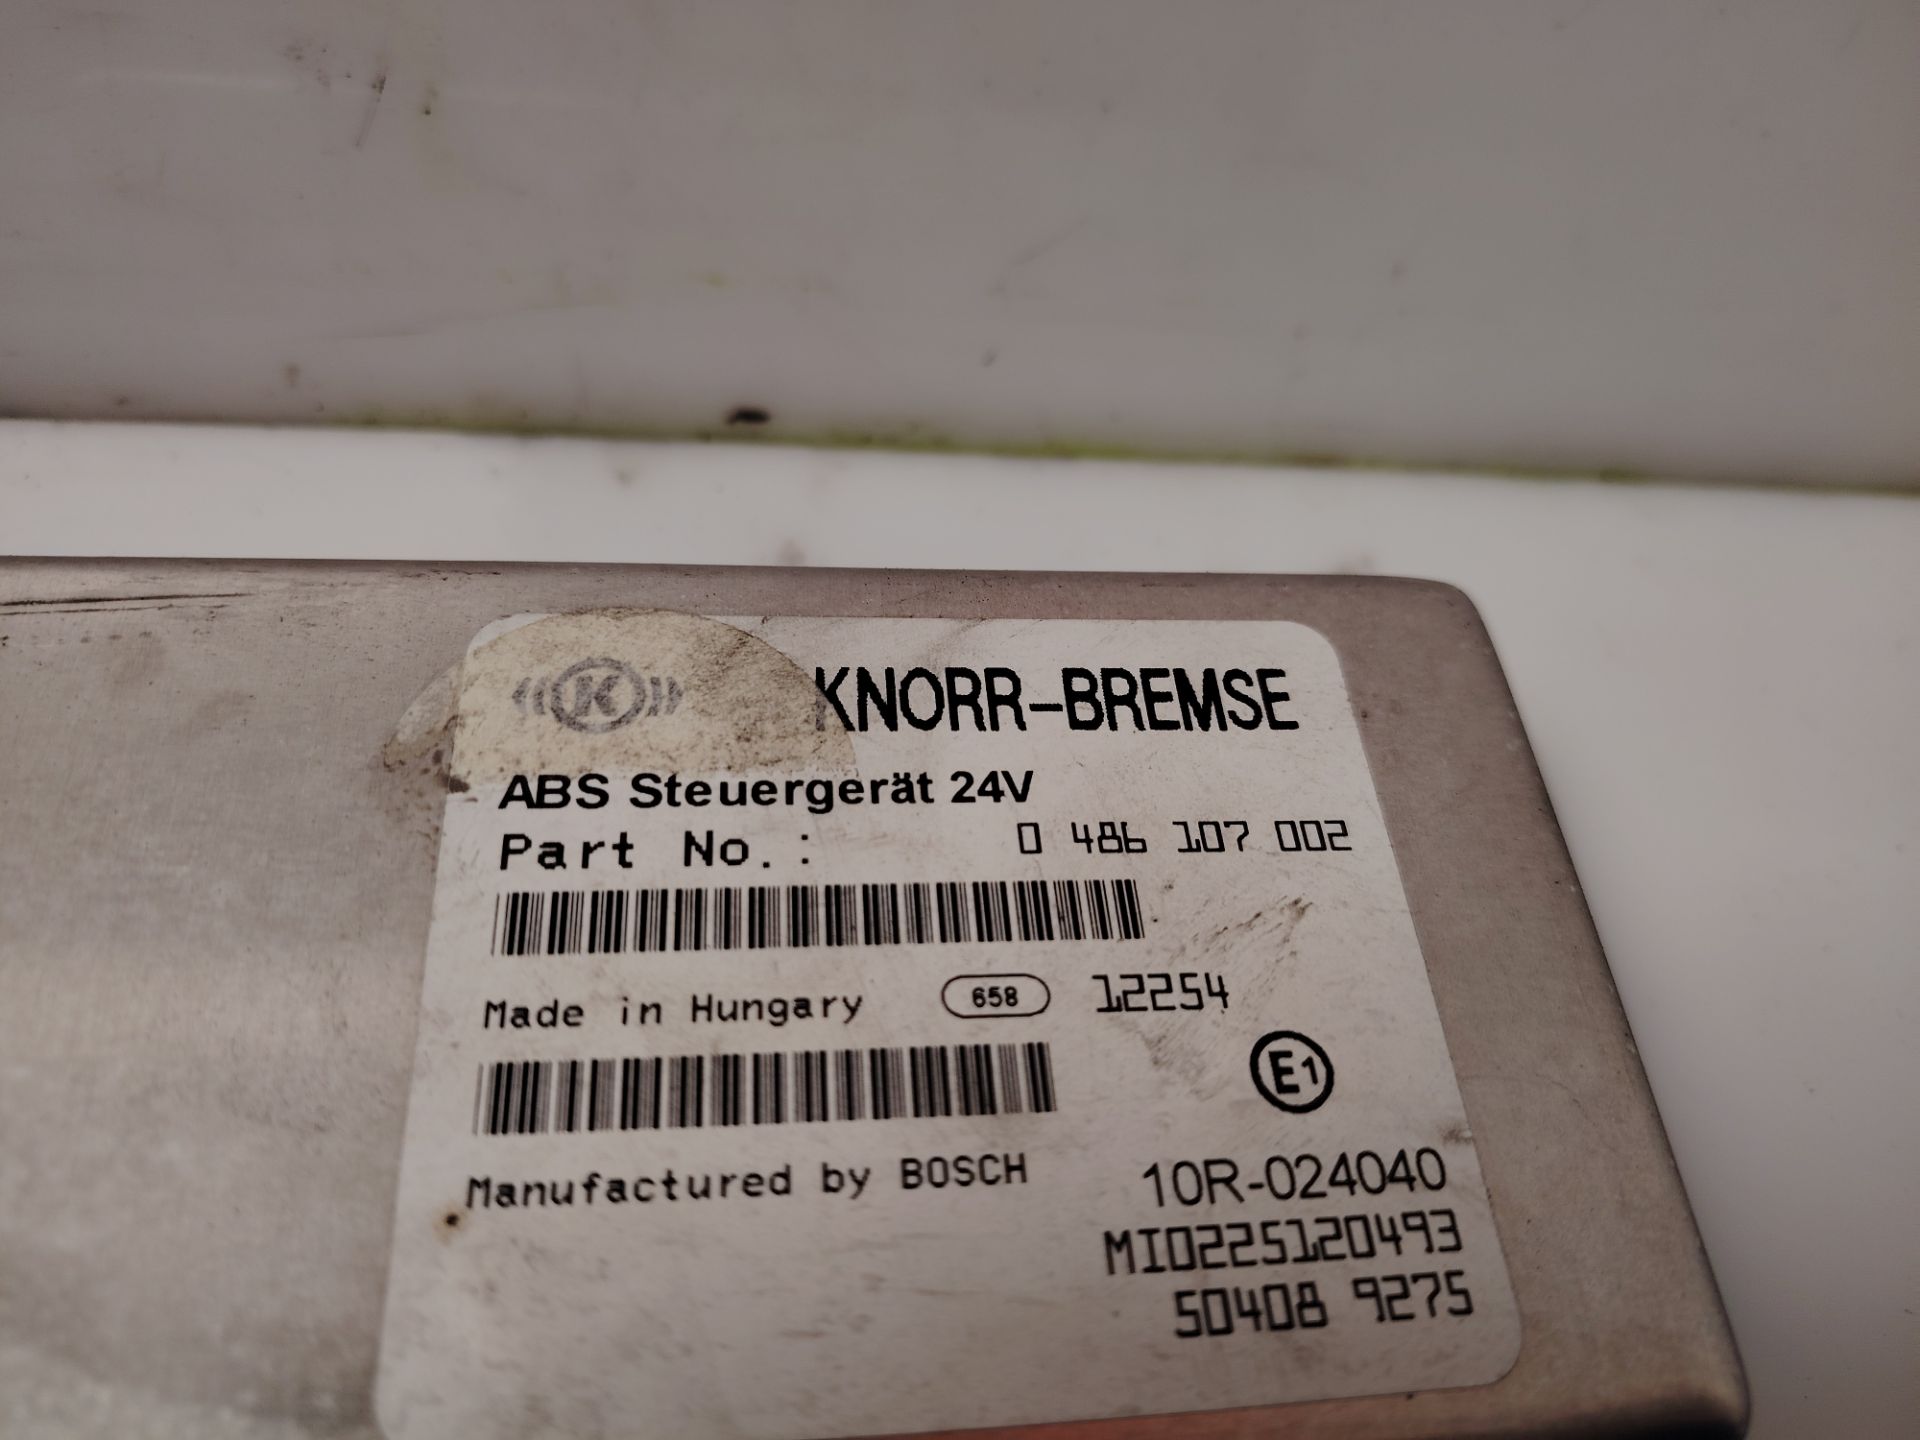 ((K)) KNORR-BREMSE
ABS Steuergerät 24V
Part No.: 0 486 107 002
Made in Hungary 658 12254
E1
Manufactured by BOSCH 10R-024040
MI0225120493
50408 9275